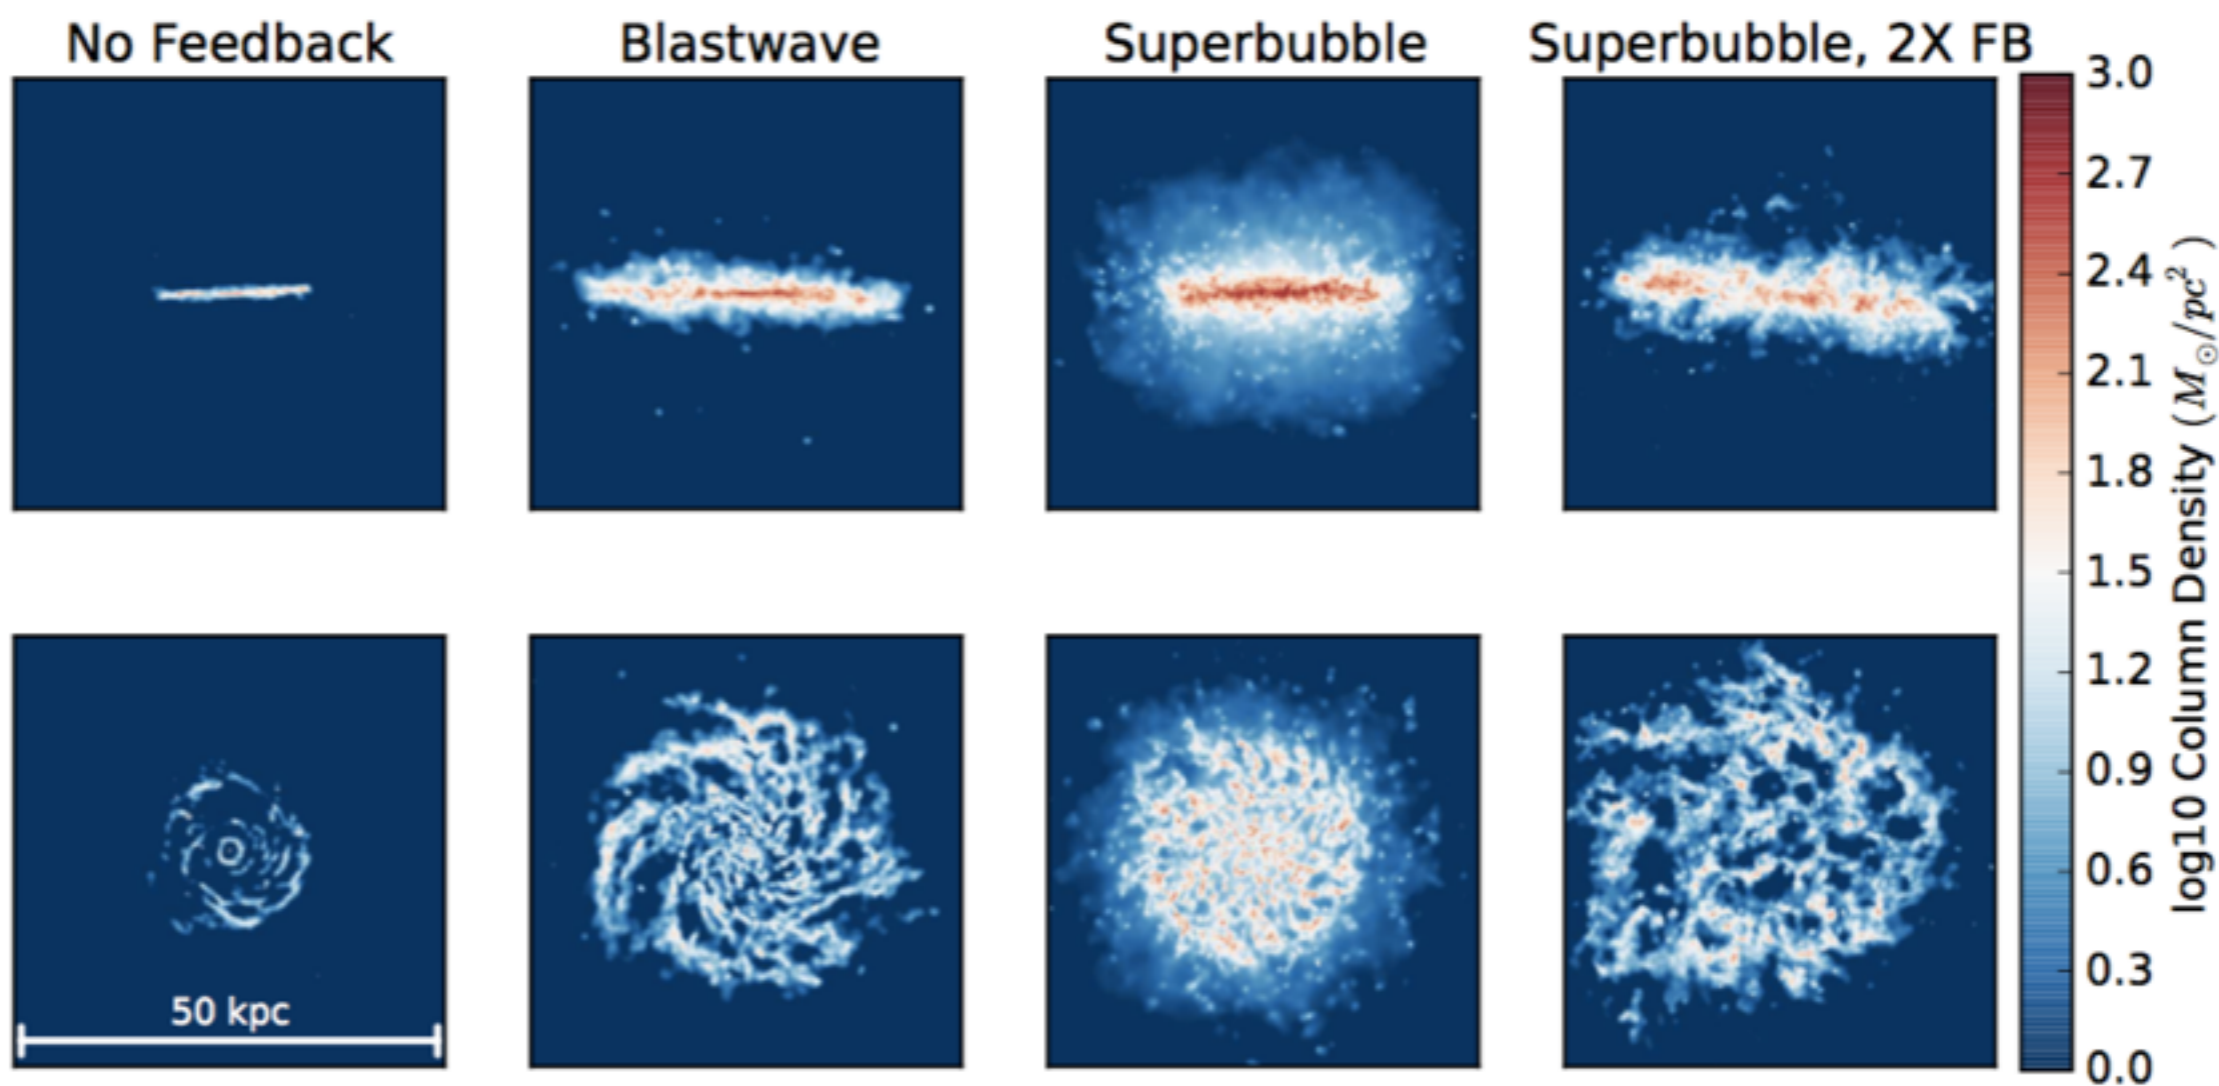 No Feedback
Blastwave
Superbubble
Superbubble, 2X FB
3.0
2.7
2.4
2.1
1.8
1.5
1.2
0.9
0.6
0.3
0.0
log10 Column Density (M⊙/pc²)
50 kpc